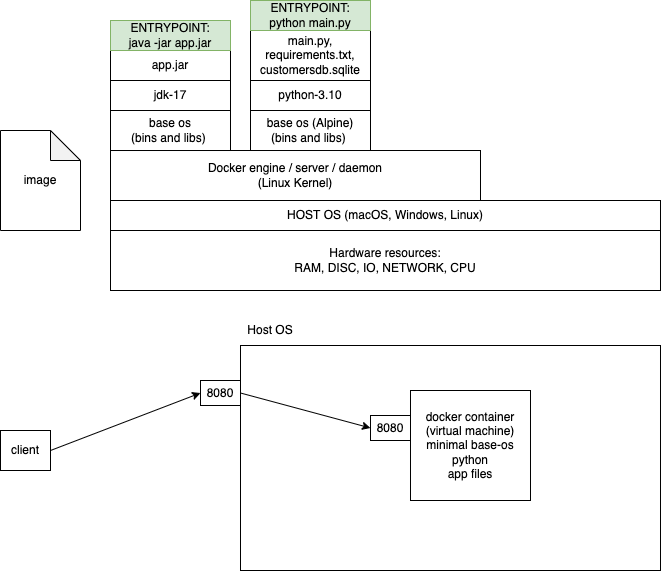 ENTRYPOINT:
java -jar app.jar
app.jar
jdk-17
base os
(bins and libs)
ENTRYPOINT:
python main.py
main.py,
requirements.txt,
customersdb.sqlite
python-3.10
base os (Alpine)
(bins and libs)
image
Docker engine / server / daemon
(Linux Kernel)
HOST OS (macOS, Windows, Linux)
Hardware resources:
RAM, DISC, IO, NETWORK, CPU
Host OS
8080
8080
client
docker container
(virtual machine)
minimal base-os
python
app files